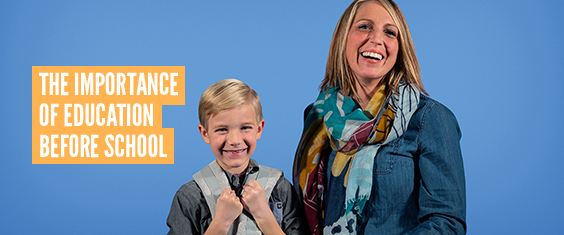 THE IMPORTANCE
OF EDUCATION
BEFORE SCHOOL